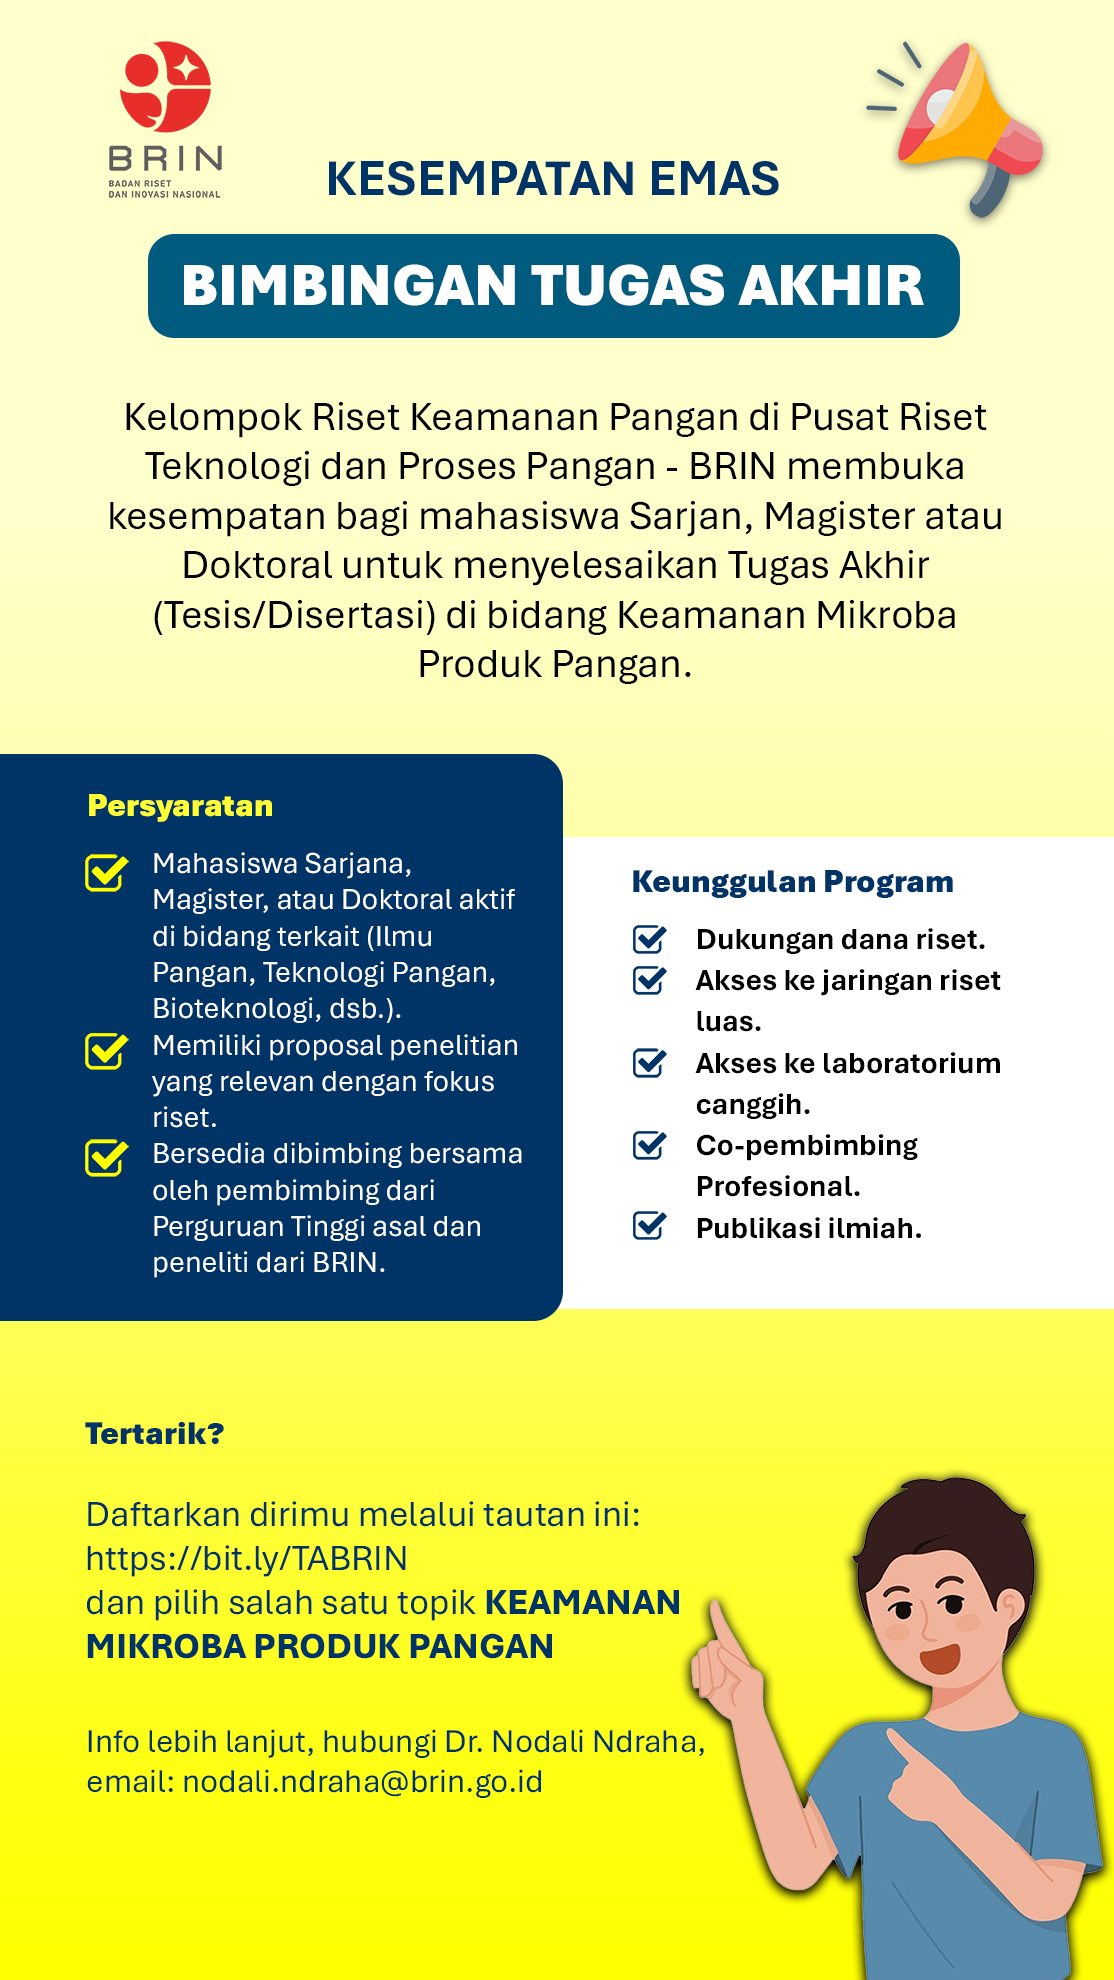 BRIN
BADAN RISET
DAN INOVASI NASIONAL
KESEMPATAN EMAS
BIMBINGAN TUGAS AKHIR
Kelompok Riset Keamanan Pangan di Pusat Riset
Teknologi dan Proses Pangan - BRIN membuka
kesempatan bagi mahasiswa Sarjan, Magister atau
Doktoral untuk menyelesaikan Tugas Akhir
(Tesis/Disertasi) di bidang Keamanan Mikroba
Produk Pangan.
Persyaratan
Mahasiswa Sarjana,
Magister, atau Doktoral aktif
di bidang terkait (Ilmu
Pangan, Teknologi Pangan,
Bioteknologi, dsb.).
Memiliki proposal penelitian
yang relevan dengan fokus
riset.
Bersedia dibimbing bersama
oleh pembimbing dari
Perguruan Tinggi asal dan
peneliti dari BRIN.
Keunggulan Program
Dukungan dana riset.
Akses ke jaringan riset
luas.
Akses ke laboratorium
canggih.
Co-pembimbing
Profesional.
Publikasi ilmiah.
Tertarik?
Daftarkan dirimu melalui tautan ini:
https://bit.ly/TABRIN
dan pilih salah satu topik KEAMANAN
MIKROBA PRODUK PANGAN
Info lebih lanjut, hubungi Dr. Nodali Ndraha,
email: nodali.ndraha@brin.go.id